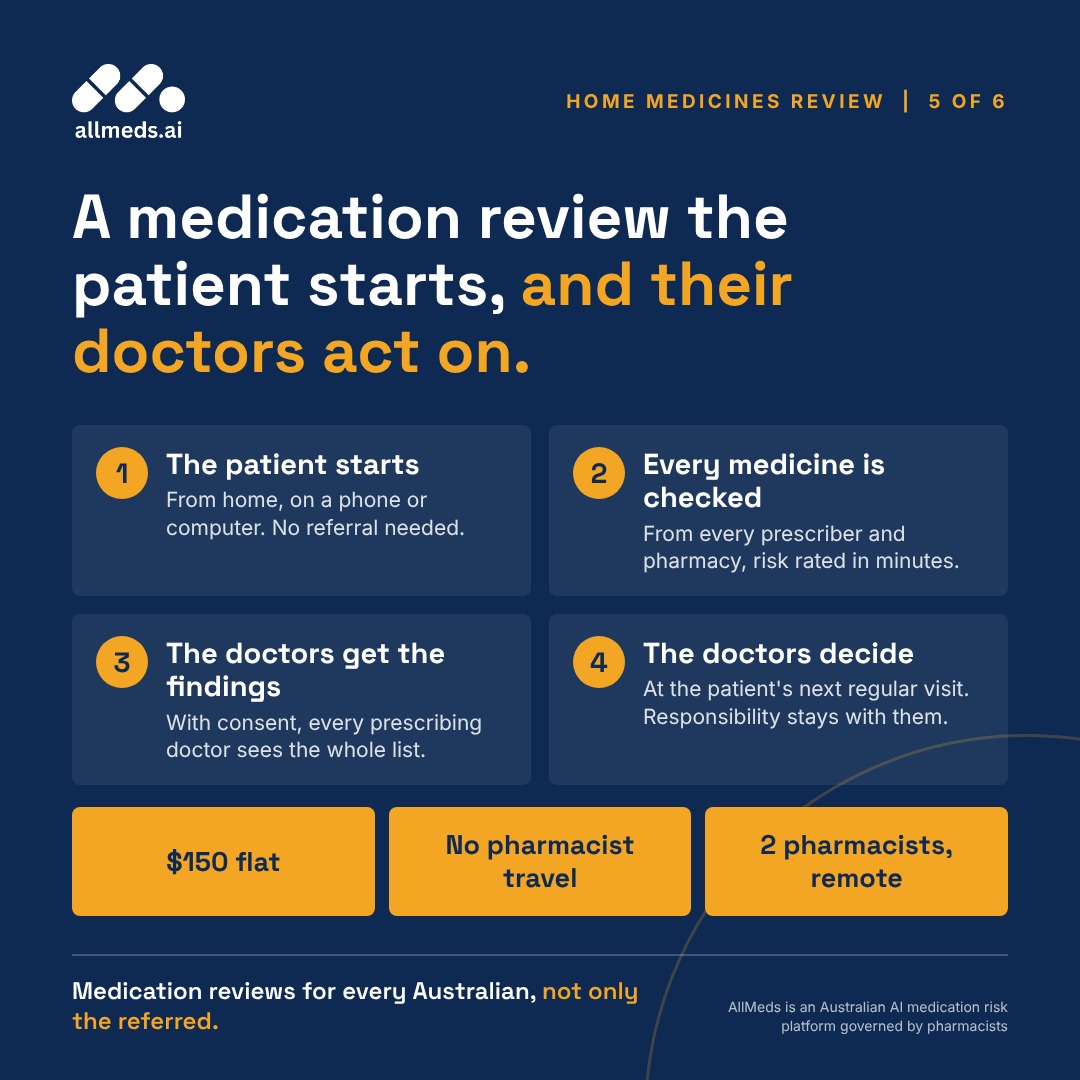 allmeds.ai
HOME MEDICINES REVIEW | 5 OF 6
A medication review the
patient starts, and their
doctors act on.
1
The patient starts
From home, on a phone or
computer. No referral needed.
2
Every medicine is
checked
From every prescriber and
pharmacy, risk rated in minutes.
3
The doctors get the
findings
With consent, every prescribing
doctor sees the whole list.
4
The doctors decide
At the patient's next regular visit.
Responsibility stays with them.
$150 flat
No pharmacist
travel
2 pharmacists,
remote
Medication reviews for every Australian, not only
the referred.
AllMeds is an Australian AI medication risk
platform governed by pharmacists